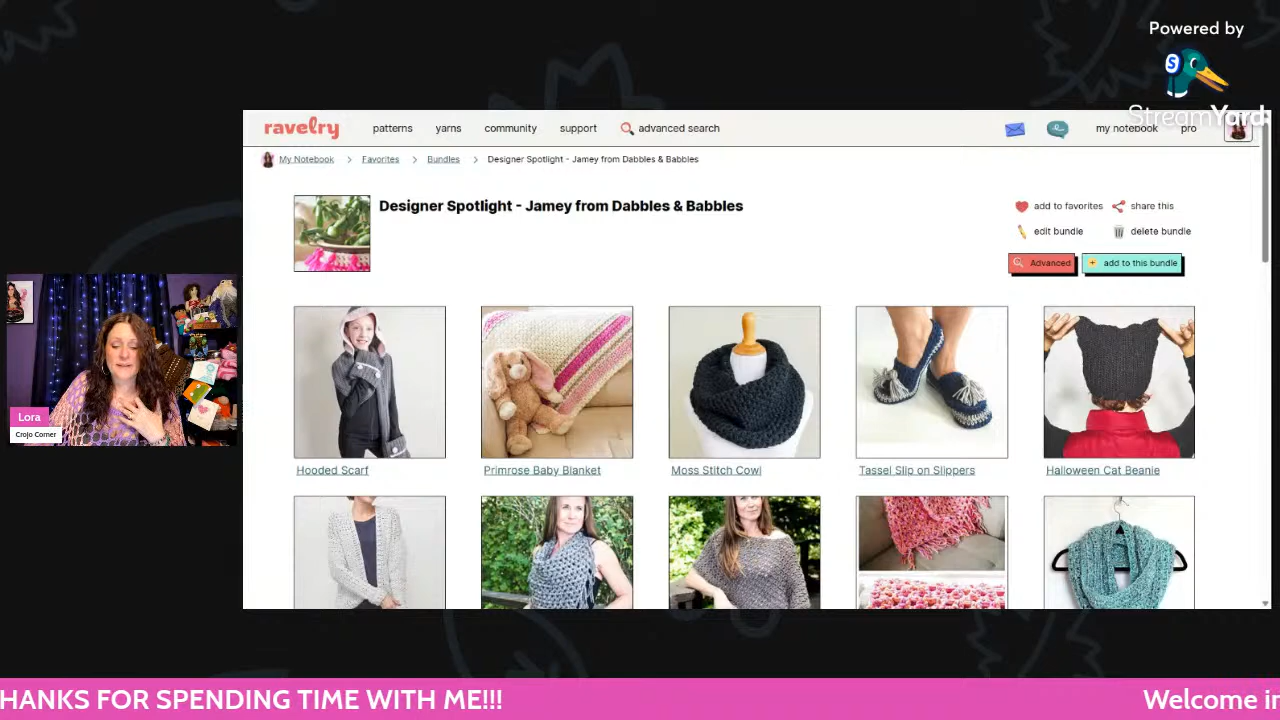 Powered by
StreamYard
ravelry patterns yarns community support advanced search my notebook pro
My Notebook > Favorites > Bundles > Designer Spotlight - Jamey from Dabbles & Babbles
Designer Spotlight - Jamey from Dabbles & Babbles
add to favorites share this
edit bundle delete bundle
Advanced add to this bundle
Hooded Scarf Primrose Baby Blanket Moss Stitch Cowl Tassel Slip on Slippers Halloween Cat Beanie
Lora
Crojo Corner
HANKS FOR SPENDING TIME WITH ME!!! Welcome in